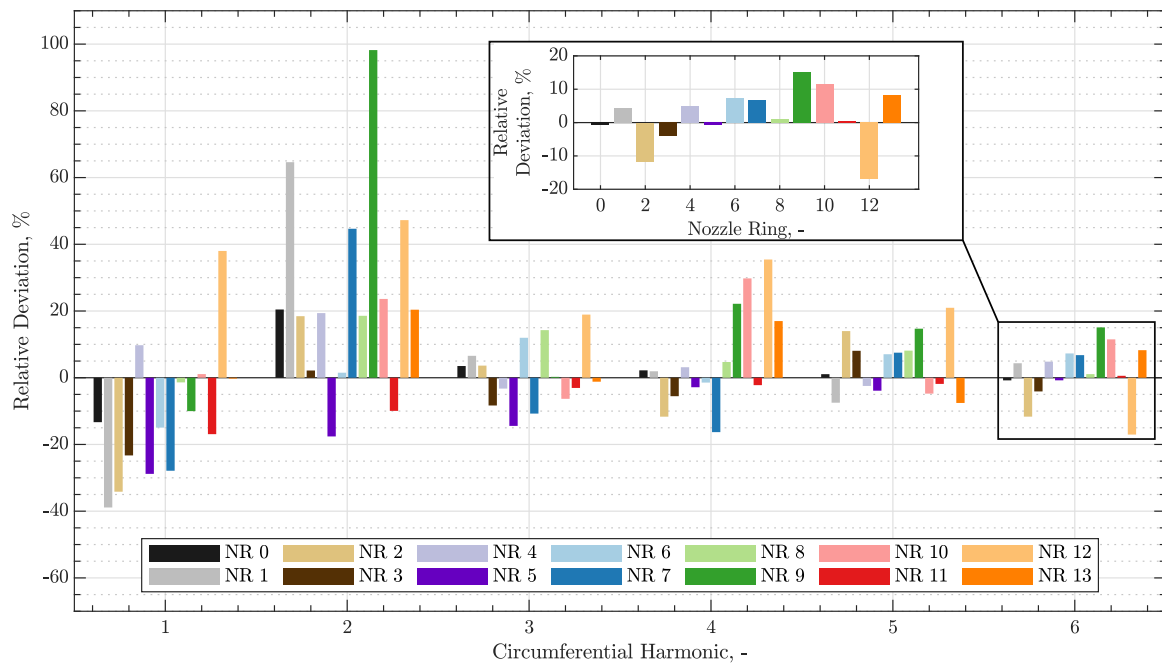 Relative Deviation, %
100
80
60
40
20
0
-20
-40
-60
1
2
3
4
5
6
Circumferential Harmonic, -
Relative
Deviation, %
20
10
0
-10
-20
0
2
4
6
8
10
12
Nozzle Ring, -
NR 0
NR 2
NR 4
NR 6
NR 8
NR 10
NR 12
NR 1
NR 3
NR 5
NR 7
NR 9
NR 11
NR 13